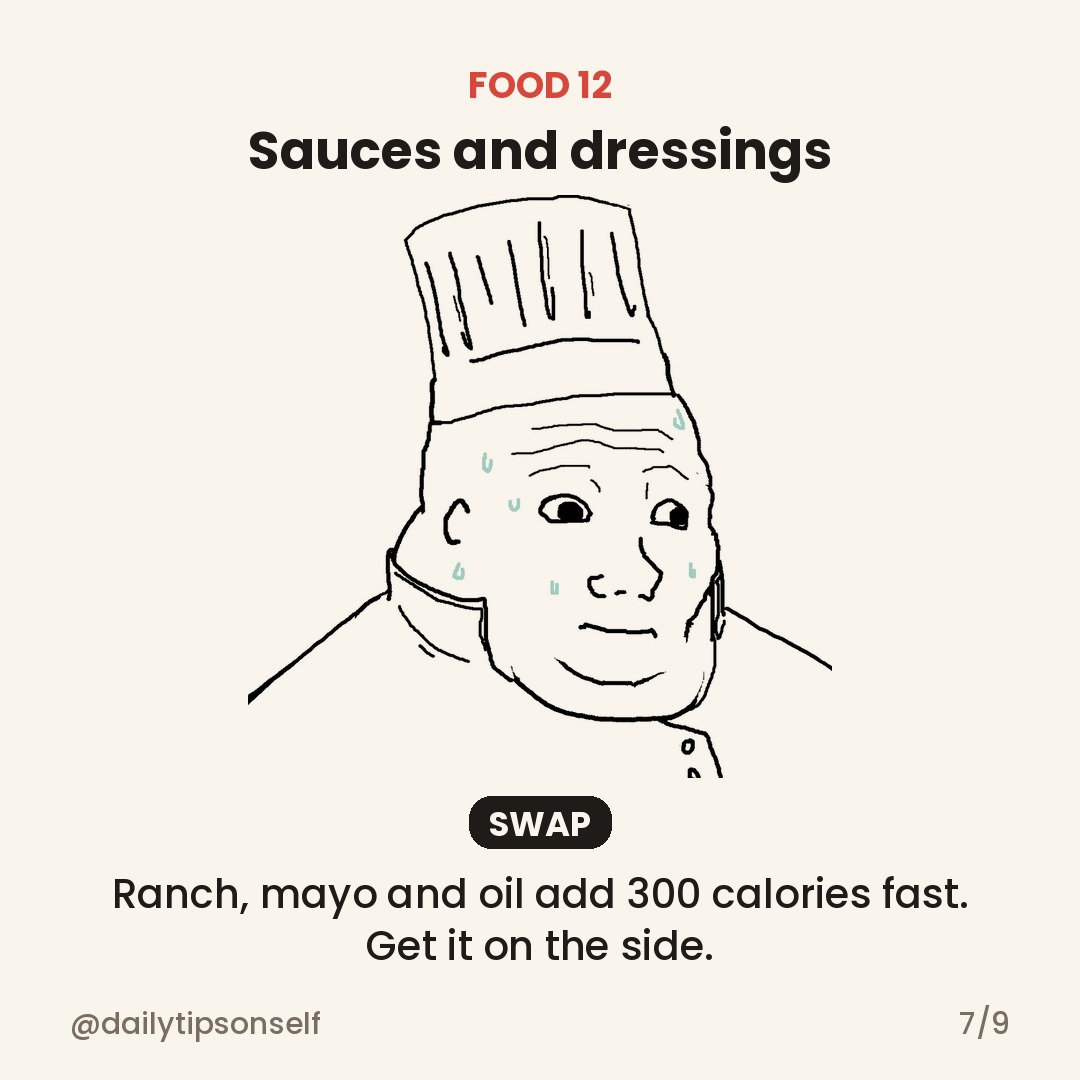 FOOD 12
Sauces and dressings
SWAP
Ranch, mayo and oil add 300 calories fast.
Get it on the side.
@dailytipsonself
7/9